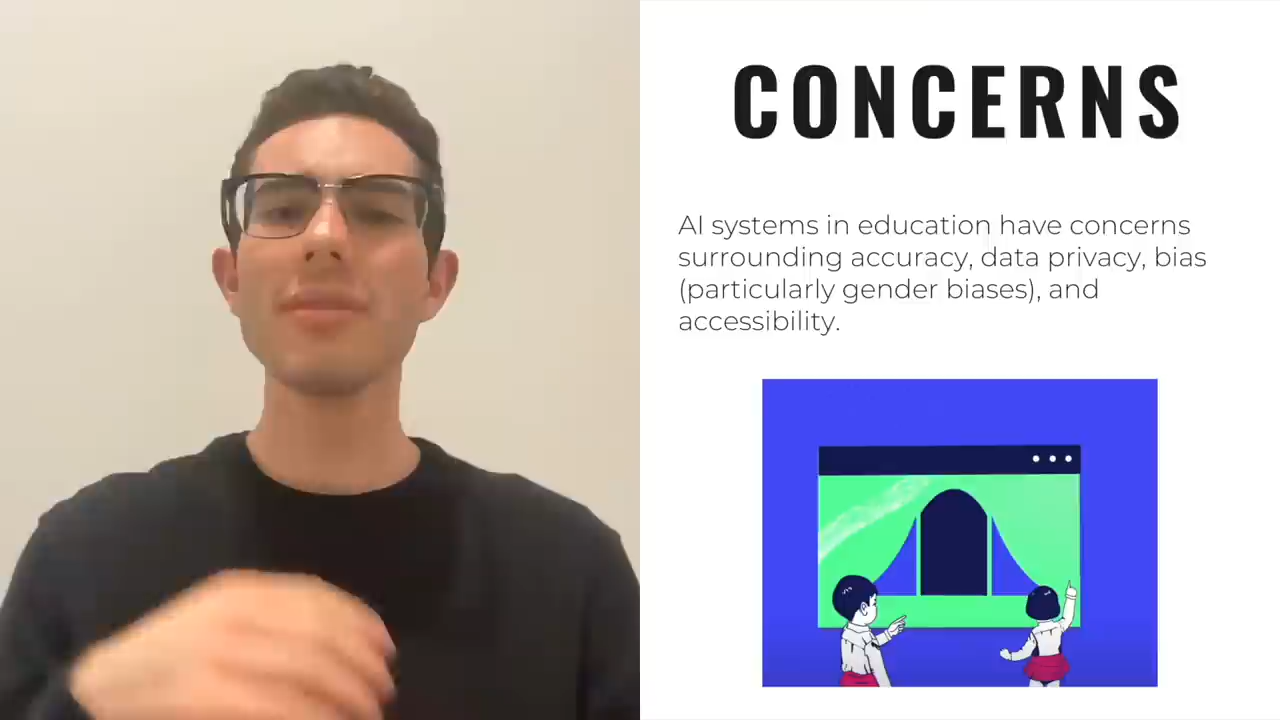 CONCERNS
AI systems in education have concerns
surrounding accuracy, data privacy, bias
(particularly gender biases), and
accessibility.